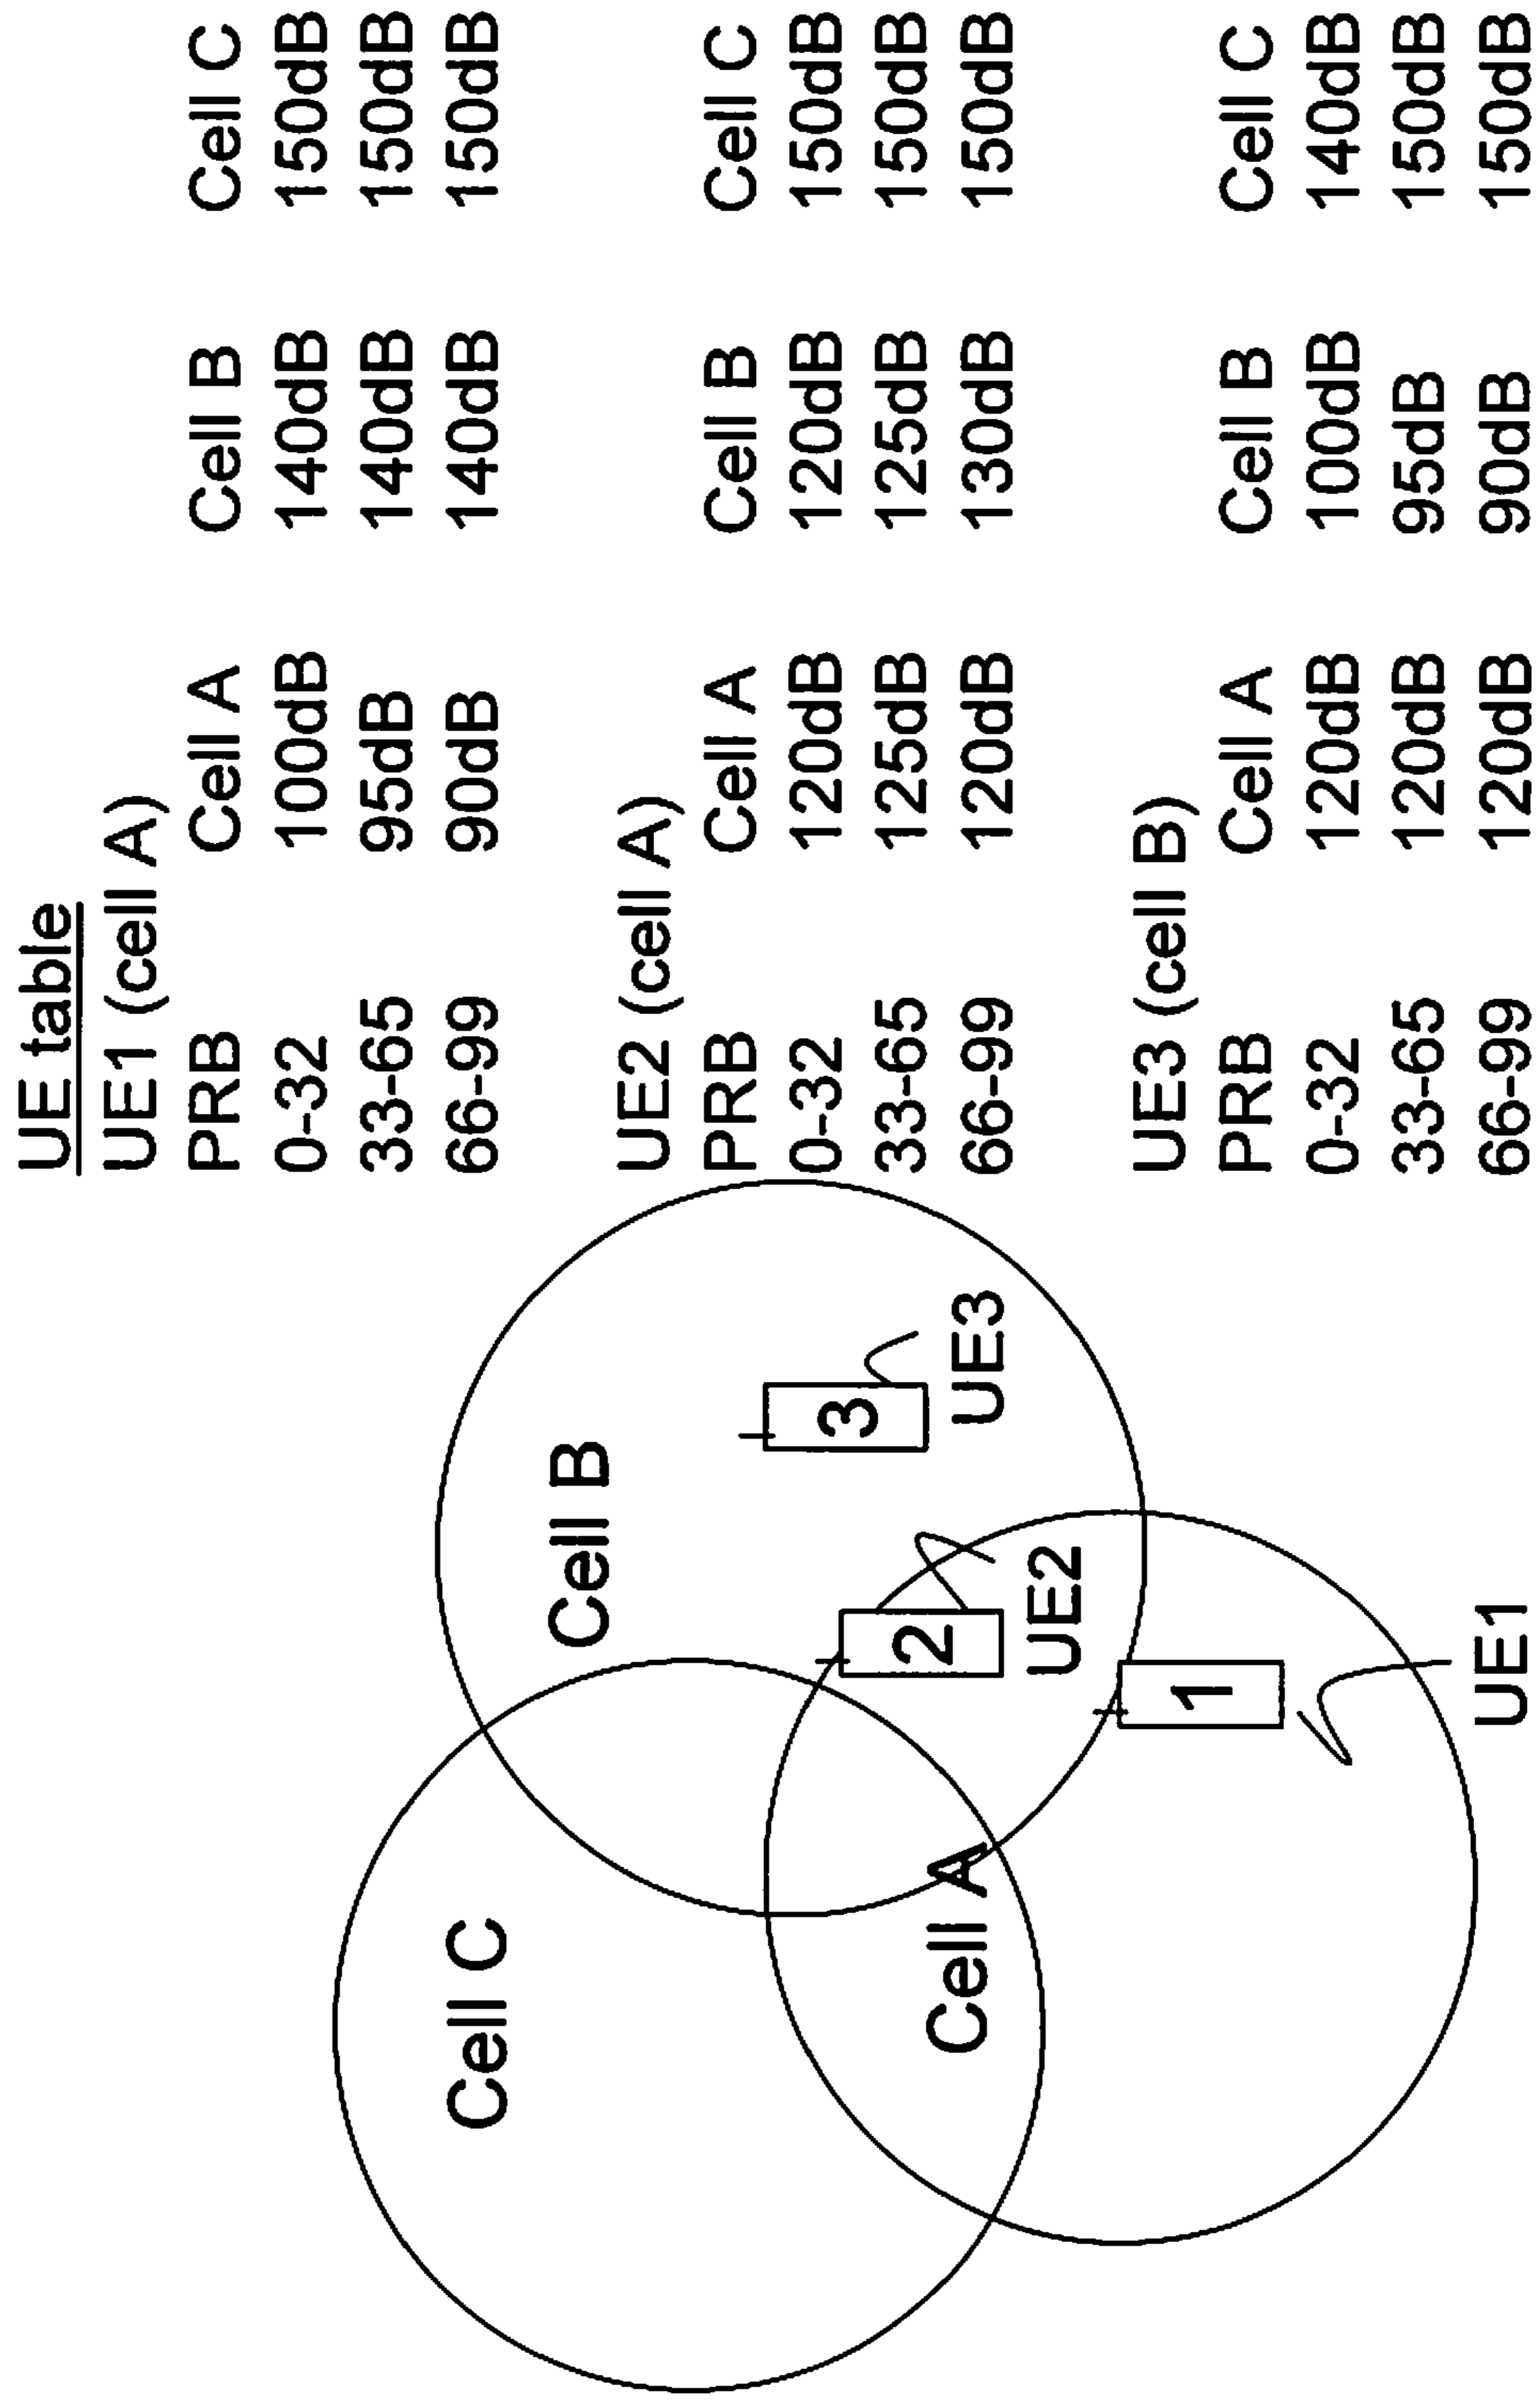 UE table
UE1 (cell A)
PRB Cell A Cell B Cell C
0-32 100dB 140dB 150dB
33-65 95dB 140dB 150dB
66-99 90dB 140dB 150dB
UE2 (cell A)
PRB Cell A Cell B Cell C
0-32 120dB 120dB 150dB
33-65 125dB 125dB 150dB
66-99 120dB 130dB 150dB
UE3 (cell B)
PRB Cell A Cell B Cell C
0-32 120dB 100dB 140dB
33-65 120dB 95dB 150dB
66-99 120dB 90dB 150dB
Cell C
Cell B
3
UE3
2
Cell A
UE2
1
UE1